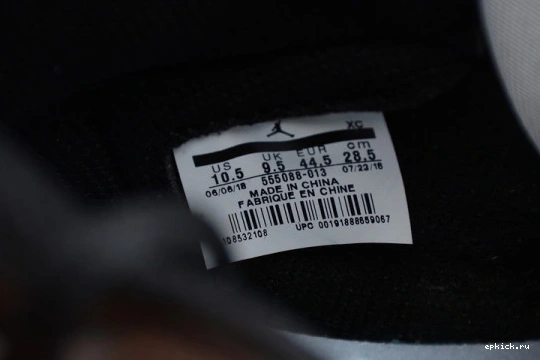 XC
US UK EUR cm
10.5 9.5 44.5 28.5
06/06/18 555088-013 07/22/18
MADE IN CHINA
FABRIQUE EN CHINE
8532108 UPC 00191888659067
epkick.ru